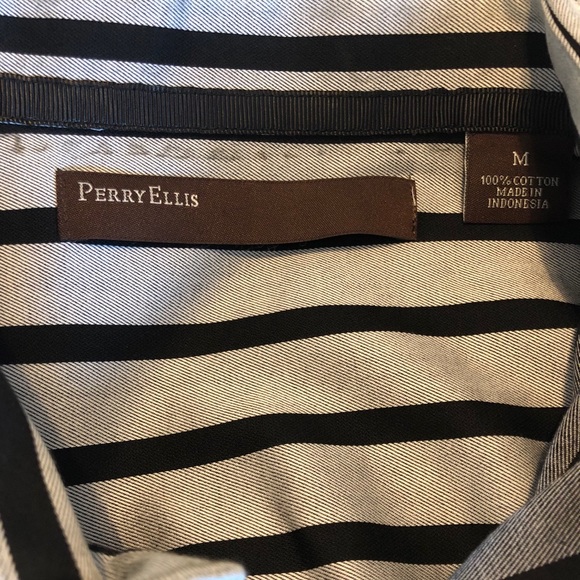 PERRY ELLIS
M
100% COTTON
MADE IN
INDONESIA